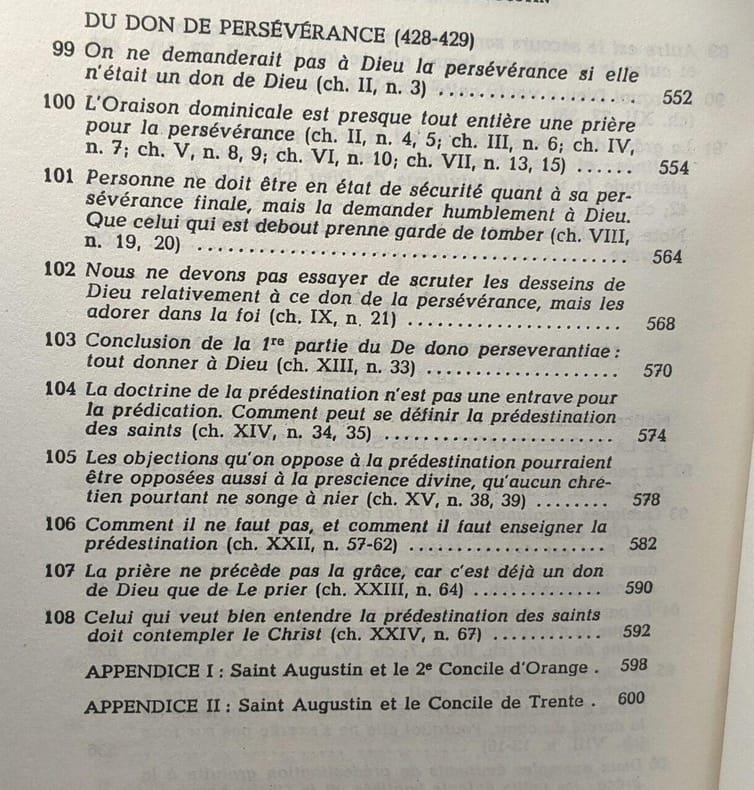 DU DON DE PERSÉVÉRANCE (428-429)
99 On ne demanderait pas à Dieu la persévérance si elle
n'était un don de Dieu (ch. II, n. 3) .................... 552
100 L'Oraison dominicale est presque tout entière une prière
pour la persévérance (ch. II, n. 4, 5; ch. III, n. 6; ch. IV,
n. 7; ch. V, n. 8, 9; ch. VI, n. 10; ch. VII, n. 13, 15) ...... 554
101 Personne ne doit être en état de sécurité quant à sa per-
sévérance finale, mais la demander humblement à Dieu.
Que celui qui est debout prenne garde de tomber (ch. VIII,
n. 19, 20) ............................................ 564
102 Nous ne devons pas essayer de scruter les desseins de
Dieu relativement à ce don de la persévérance, mais les
adorer dans la foi (ch. IX, n. 21) ...................... 568
103 Conclusion de la 1re partie du De dono perseverantiae :
tout donner à Dieu (ch. XIII, n. 33) .................... 570
104 La doctrine de la prédestination n'est pas une entrave pour
la prédication. Comment peut se définir la prédestination
des saints (ch. XIV, n. 34, 35) ........................ 574
105 Les objections qu'on oppose à la prédestination pourraient
être opposées aussi à la prescience divine, qu'aucun chré-
tien pourtant ne songe à nier (ch. XV, n. 38, 39) ........ 578
106 Comment il ne faut pas, et comment il faut enseigner la
prédestination (ch. XXII, n. 57-62) ..................... 582
107 La prière ne précède pas la grâce, car c'est déjà un don
de Dieu que de Le prier (ch. XXIII, n. 64) .............. 590
108 Celui qui veut bien entendre la prédestination des saints
doit contempler le Christ (ch. XXIV, n. 67) ............ 592
APPENDICE I : Saint Augustin et le 2e Concile d'Orange . 598
APPENDICE II : Saint Augustin et le Concile de Trente . 600